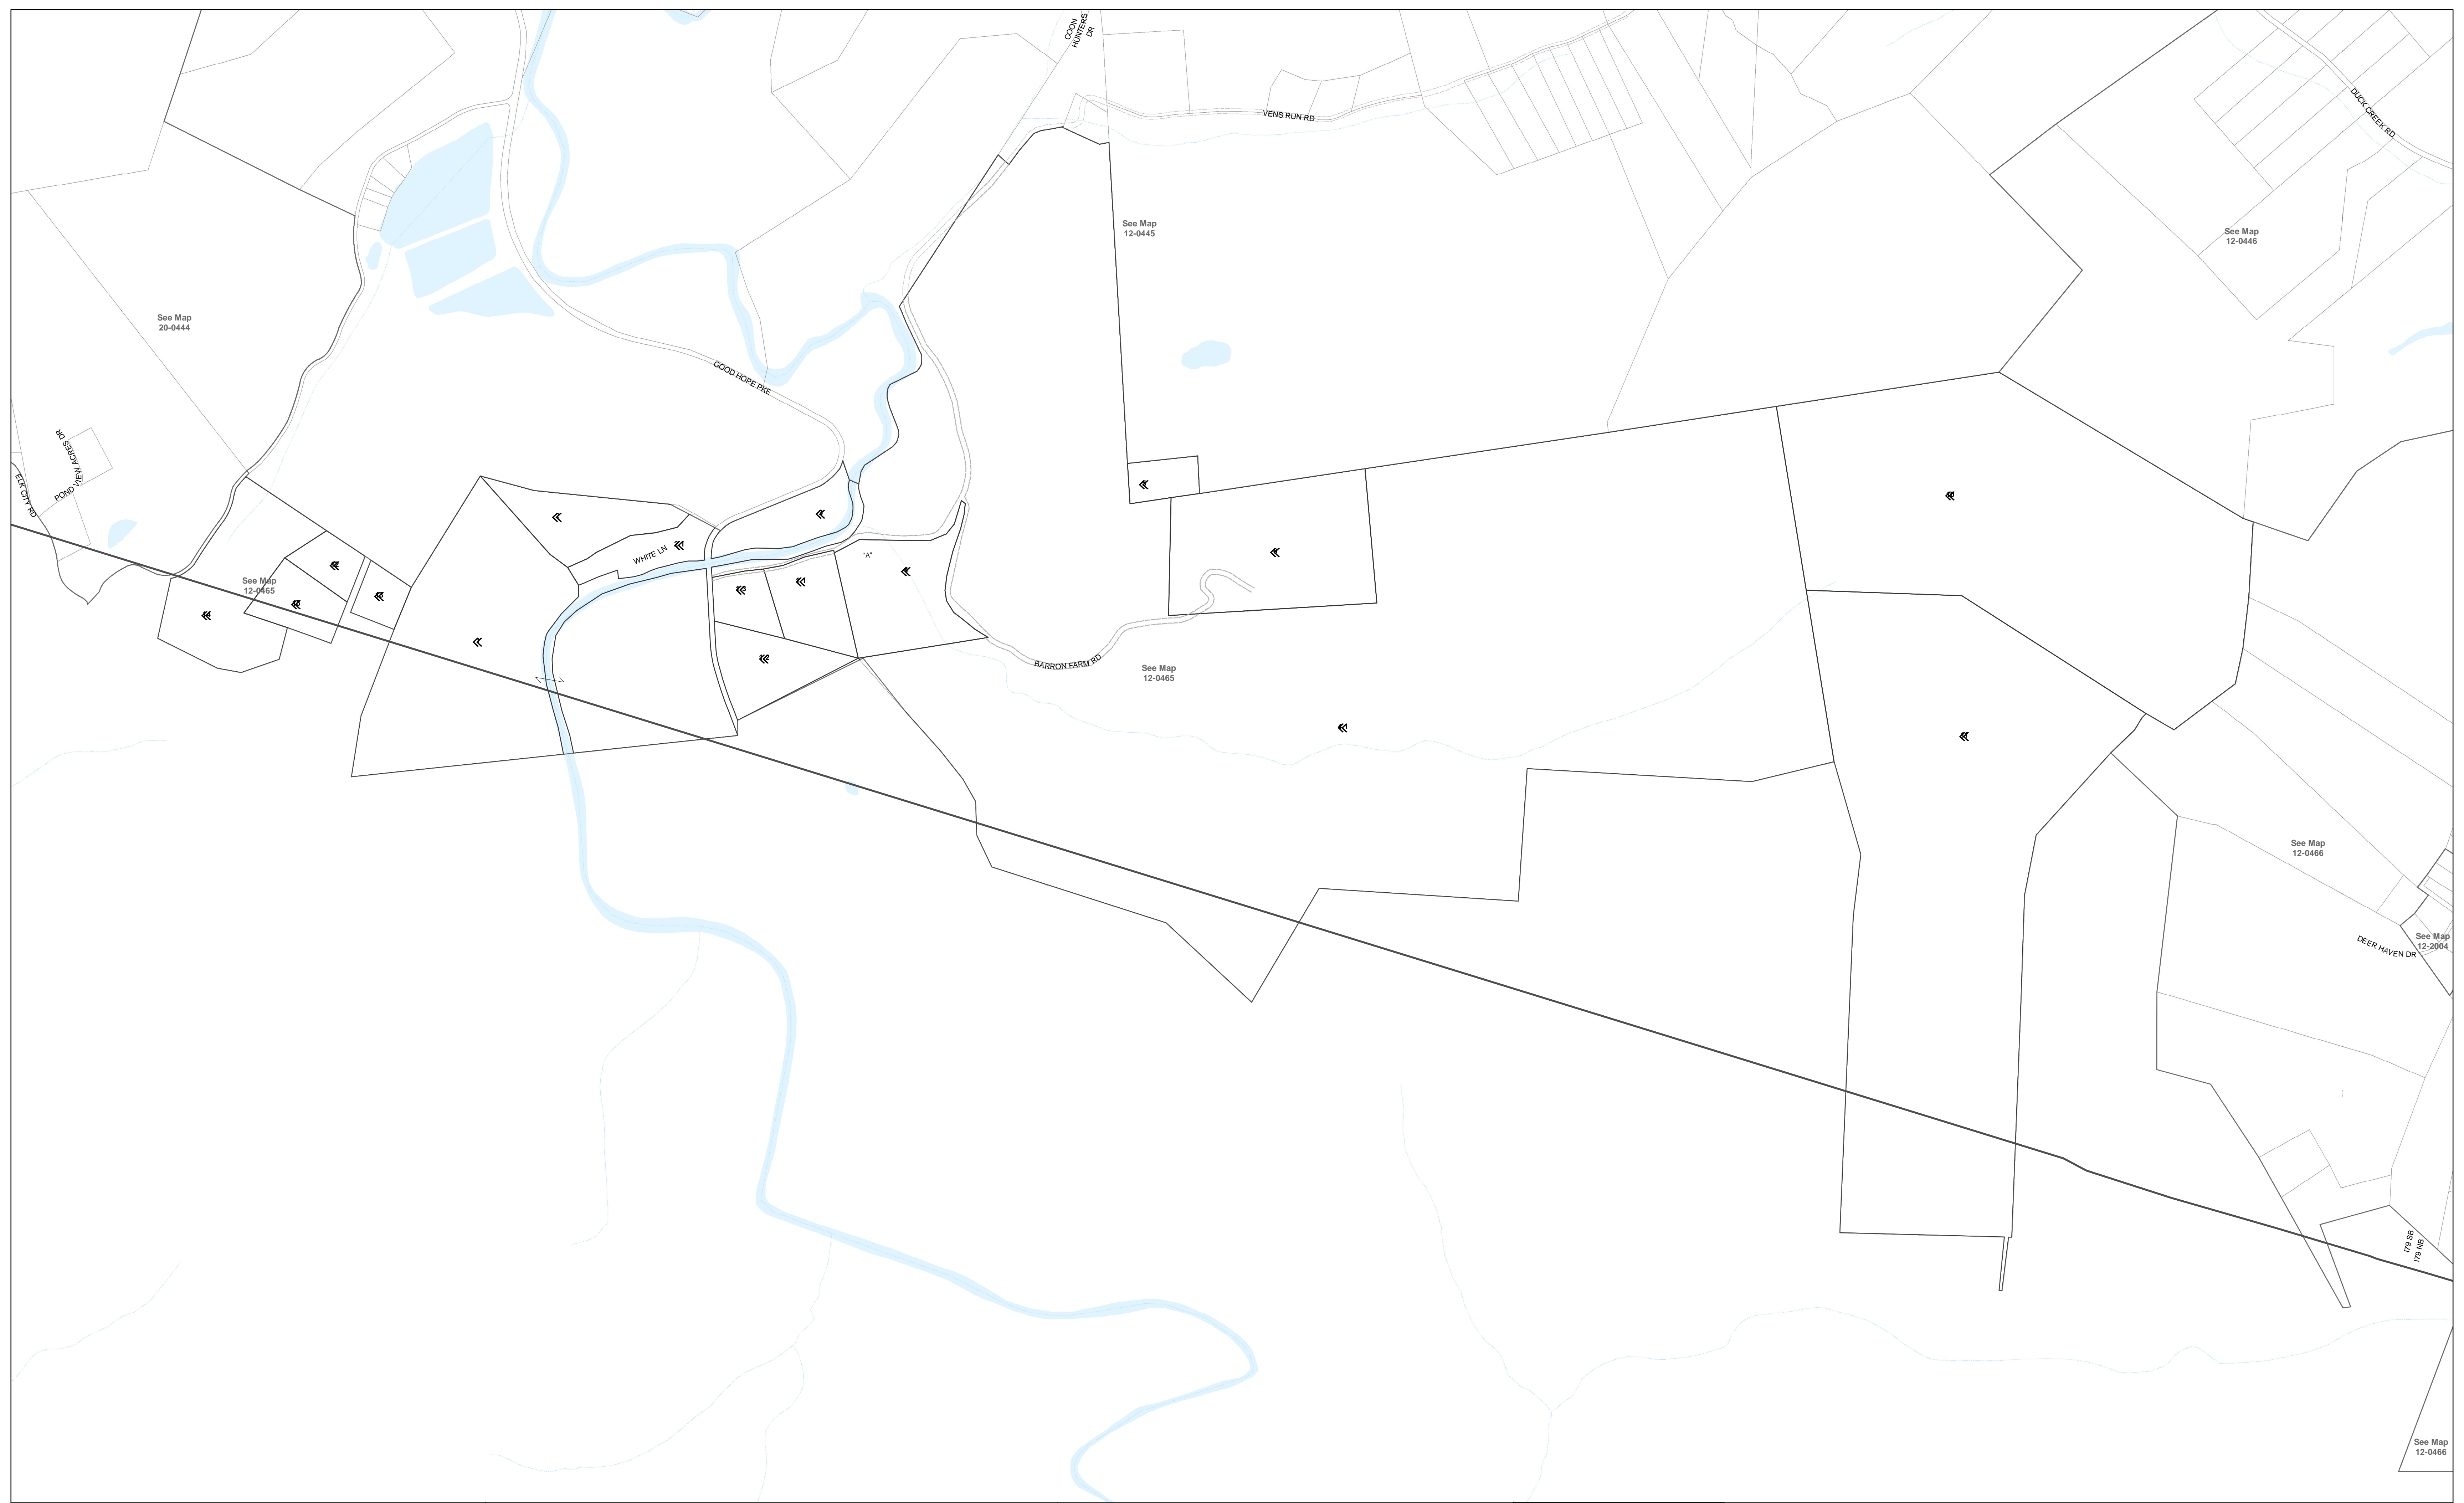 COON
HUNTERS
DR
DUCK CREEK RD
VENS RUN RD
See Map
12-0445
See Map
12-0446
See Map
20-0444
GOOD HOPE PKE
POND VIEW ACRES DR
ELK CITY RD
WHITE LN
"A"
See Map
12-0465
BARRON FARM RD
See Map
12-0465
See Map
12-0466
DEER HAVEN DR
See Map
12-2004
I79 SB
I79 NB
See Map
12-0466